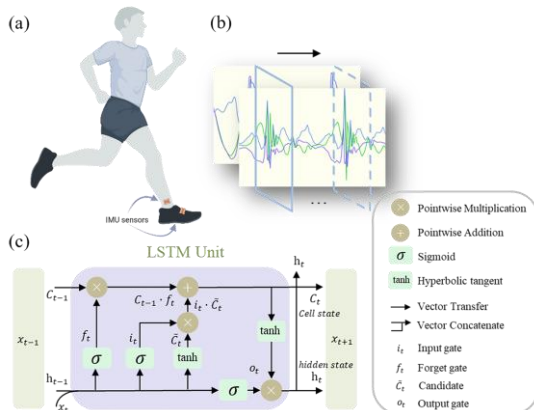 (a)
(b)
IMU sensors
...
(c)
LSTM Unit
C_{t-1}
C_{t-1} · f_t
i_t · C̃_t
C_t
Cell state
h_t
x_{t-1}
f_t
i_t
C̃_t
tanh
tanh
x_{t+1}
σ
σ
σ
o_t
hidden state
h_{t-1}
h_t
x_t
× Pointwise Multiplication
+ Pointwise Addition
σ Sigmoid
tanh Hyperbolic tangent
Vector Transfer
Vector Concatenate
i_t Input gate
f_t Forget gate
C̃_t Candidate
o_t Output gate